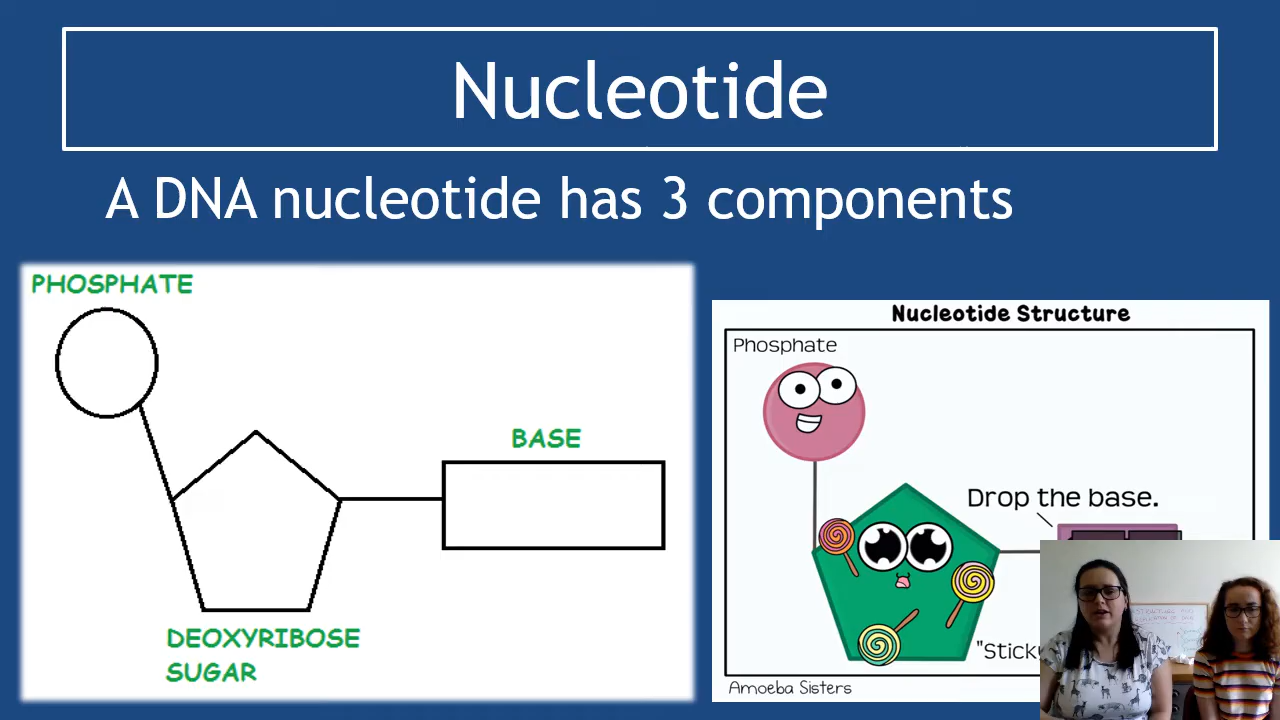 Nucleotide
A DNA nucleotide has 3 components
PHOSPHATE
BASE
DEOXYRIBOSE
SUGAR
Nucleotide Structure
Phosphate
Drop the base.
Amoeba Sisters